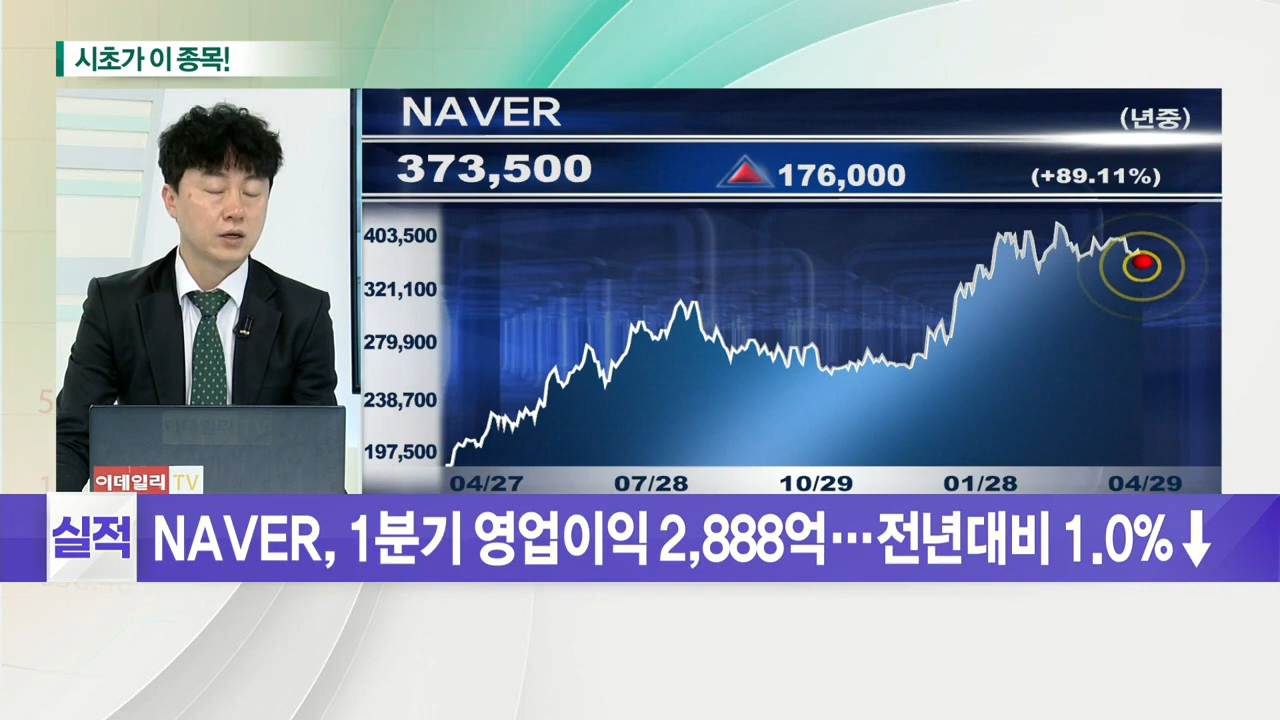 시초가 이 종목!
NAVER
(년중)
373,500 176,000 (+89.11%)
403,500
321,100
279,900
238,700
197,500
04/27 07/28 10/29 01/28 04/29
이데일리 TV
실적
NAVER, 1분기 영업이익 2,888억…전년대비 1.0%↓